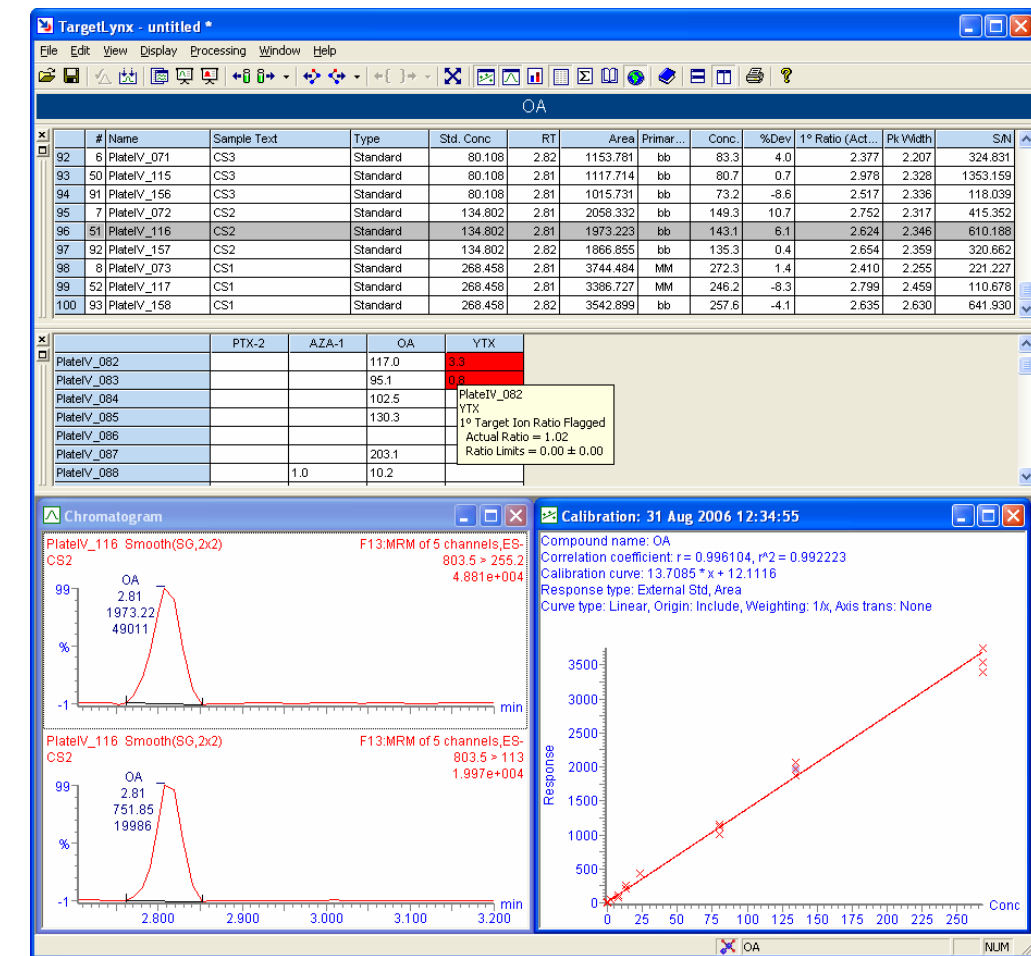 TargetLynx - untitled *
File Edit View Display Processing Window Help
OA
# Name Sample Text Type Std. Conc RT Area Primar... Conc. %Dev 1º Ratio (Act... Pk Width S/N
92 6 PlateIV_071 CS3 Standard 80.108 2.82 1153.781 bb 83.3 4.0 2.377 2.207 324.831
93 50 PlateIV_115 CS3 Standard 80.108 2.81 1117.714 bb 80.7 0.7 2.978 2.328 1353.159
94 91 PlateIV_156 CS3 Standard 80.108 2.81 1015.731 bb 73.2 -8.6 2.517 2.336 118.039
95 7 PlateIV_072 CS2 Standard 134.802 2.81 2058.332 bb 149.3 10.7 2.752 2.317 415.352
96 51 PlateIV_116 CS2 Standard 134.802 2.81 1973.223 bb 143.1 6.1 2.624 2.346 610.188
97 92 PlateIV_157 CS2 Standard 134.802 2.82 1866.855 bb 135.3 0.4 2.654 2.359 320.662
98 8 PlateIV_073 CS1 Standard 268.458 2.81 3744.484 MM 272.3 1.4 2.410 2.255 221.227
99 52 PlateIV_117 CS1 Standard 268.458 2.81 3386.727 MM 246.2 -8.3 2.799 2.459 110.678
100 93 PlateIV_158 CS1 Standard 268.458 2.82 3542.899 bb 257.6 -4.1 2.635 2.630 641.930
PTX-2 AZA-1 OA YTX
PlateIV_082 117.0 3.3
PlateIV_083 95.1 0.8
PlateIV_084 102.5
PlateIV_085 130.3
PlateIV_086
PlateIV_087 203.1
PlateIV_088 1.0 10.2
PlateIV_082
YTX
1º Target Ion Ratio Flagged
Actual Ratio = 1.02
Ratio Limits = 0.00 ± 0.00
Chromatogram
PlateIV_116 Smooth(SG,2x2) F13:MRM of 5 channels,ES-
CS2 803.5 > 255.2
4.881e+004
OA
2.81
1973.22
49011
99
%
-1
min
PlateIV_116 Smooth(SG,2x2) F13:MRM of 5 channels,ES-
CS2 803.5 > 113
1.997e+004
OA
2.81
751.85
19986
99
%
-1
min
2.800 2.900 3.000 3.100 3.200
Calibration: 31 Aug 2006 12:34:55
Compound name: OA
Correlation coefficient: r = 0.996104, r^2 = 0.992223
Calibration curve: 13.7085 * x + 12.1116
Response type: External Std, Area
Curve type: Linear, Origin: Include, Weighting: 1/x, Axis trans: None
3500
3000
2500
2000
1500
1000
500
0
Response
Conc
0 25 50 75 100 125 150 175 200 225 250
OA NUM